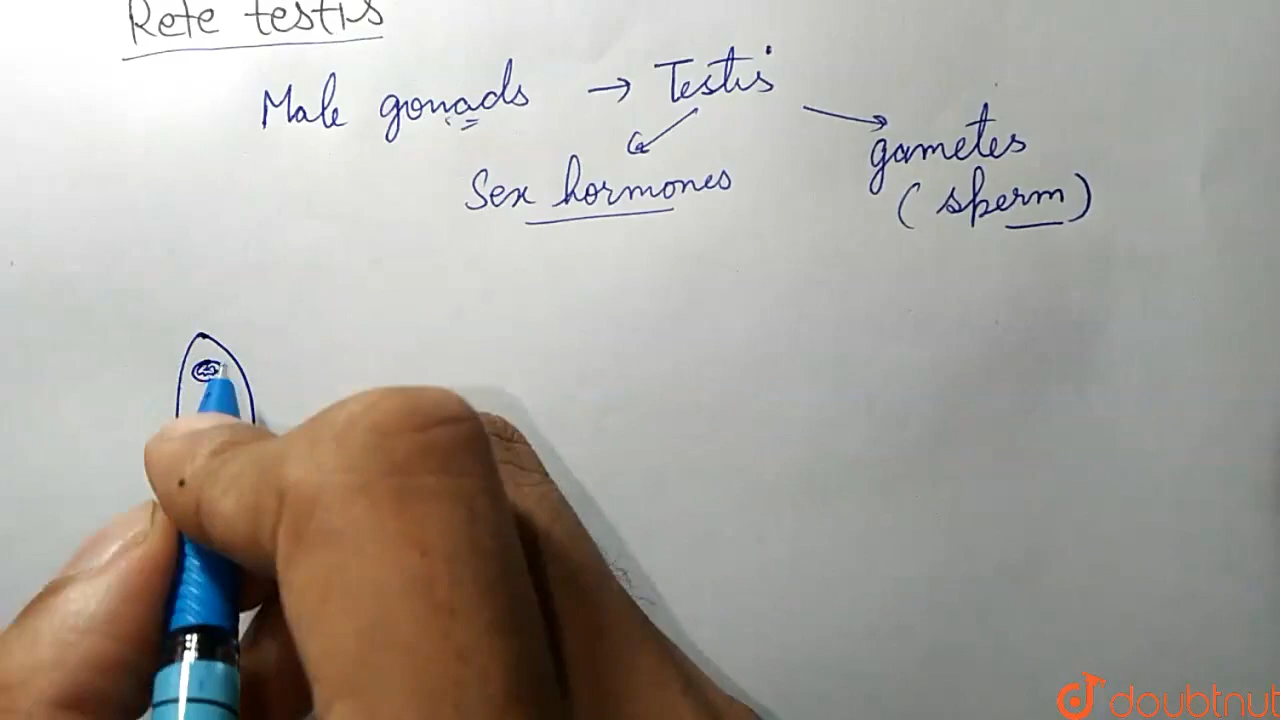 Rete testis
Male gonads → Testis
Sex hormones
gametes
(sperm)
doubtnut